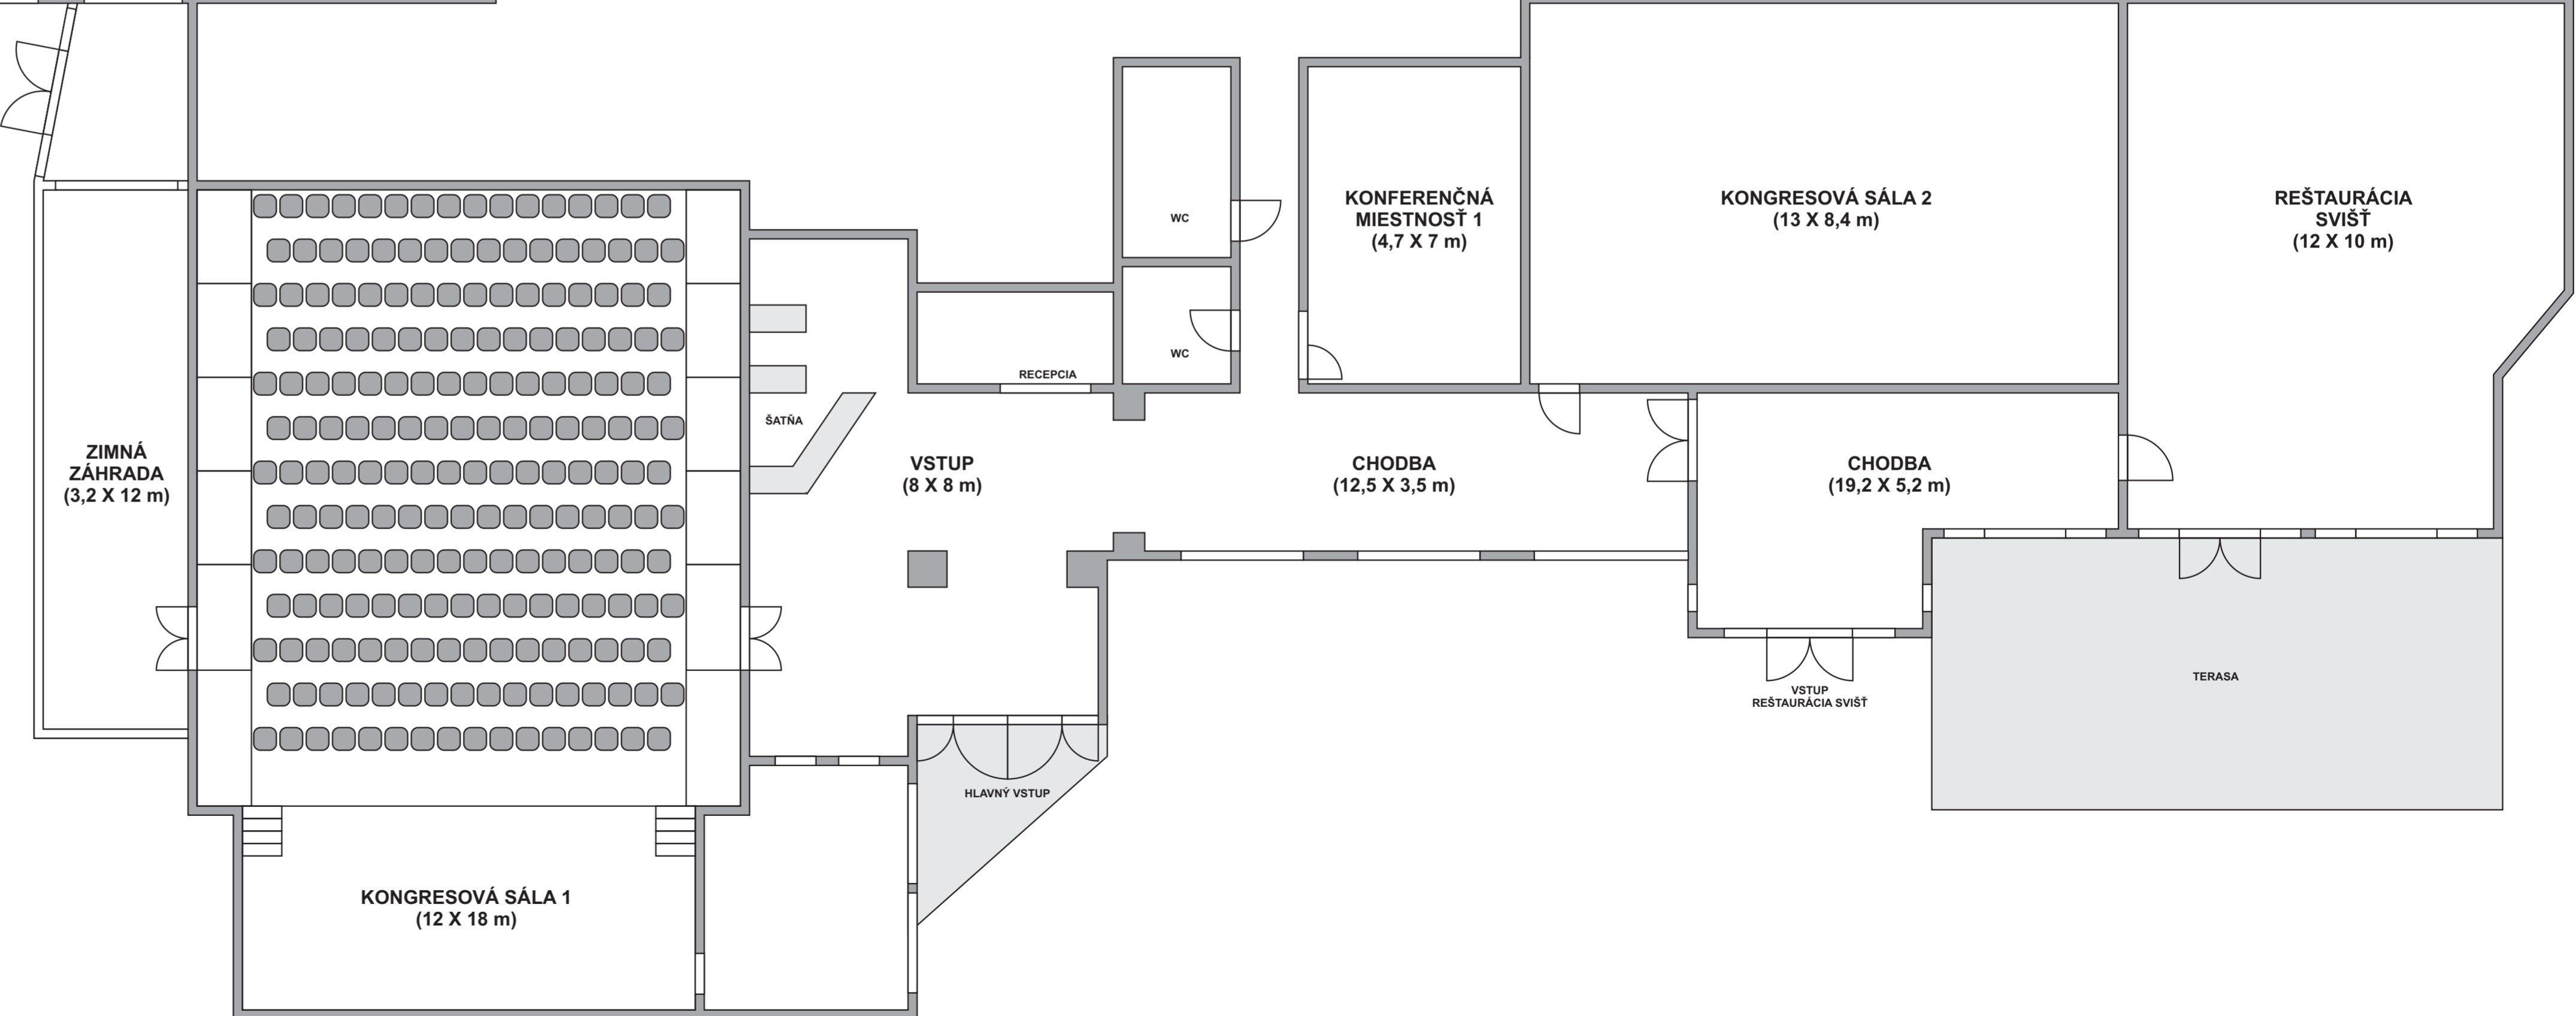 KONFERENČNÁ
MIESTNOSŤ 1
(4,7 X 7 m)
KONGRESOVÁ SÁLA 2
(13 X 8,4 m)
REŠTAURÁCIA
SVIŠŤ
(12 X 10 m)
WC
WC
RECEPCIA
ŠATŇA
ZIMNÁ
ZÁHRADA
(3,2 X 12 m)
VSTUP
(8 X 8 m)
CHODBA
(12,5 X 3,5 m)
CHODBA
(19,2 X 5,2 m)
TERASA
VSTUP
REŠTAURÁCIA SVIŠŤ
HLAVNÝ VSTUP
KONGRESOVÁ SÁLA 1
(12 X 18 m)